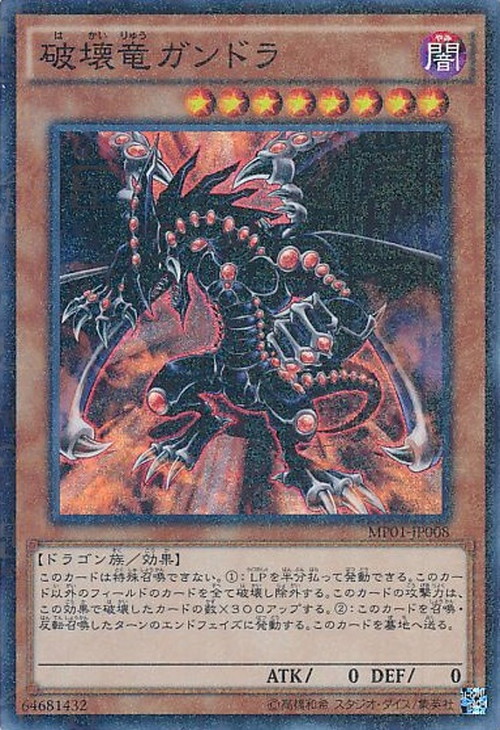 は かい りゅう
破壊竜ガンドラ
やみ
闇
MP01-JP008
【ドラゴン族／効果】
このカードは特殊召喚できない。①：LPを半分払って発動できる。このカー
ド以外のフィールドのカードを全て破壊し除外する。このカードの攻撃力は、
この効果で破壊したカードの数×300アップする。②：このカードを召喚・
反転召喚したターンのエンドフェイズに発動する。このカードを墓地へ送る。
ATK/ 0 DEF/ 0
64681432 ©高橋和希 スタジオ・ダイス/集英社